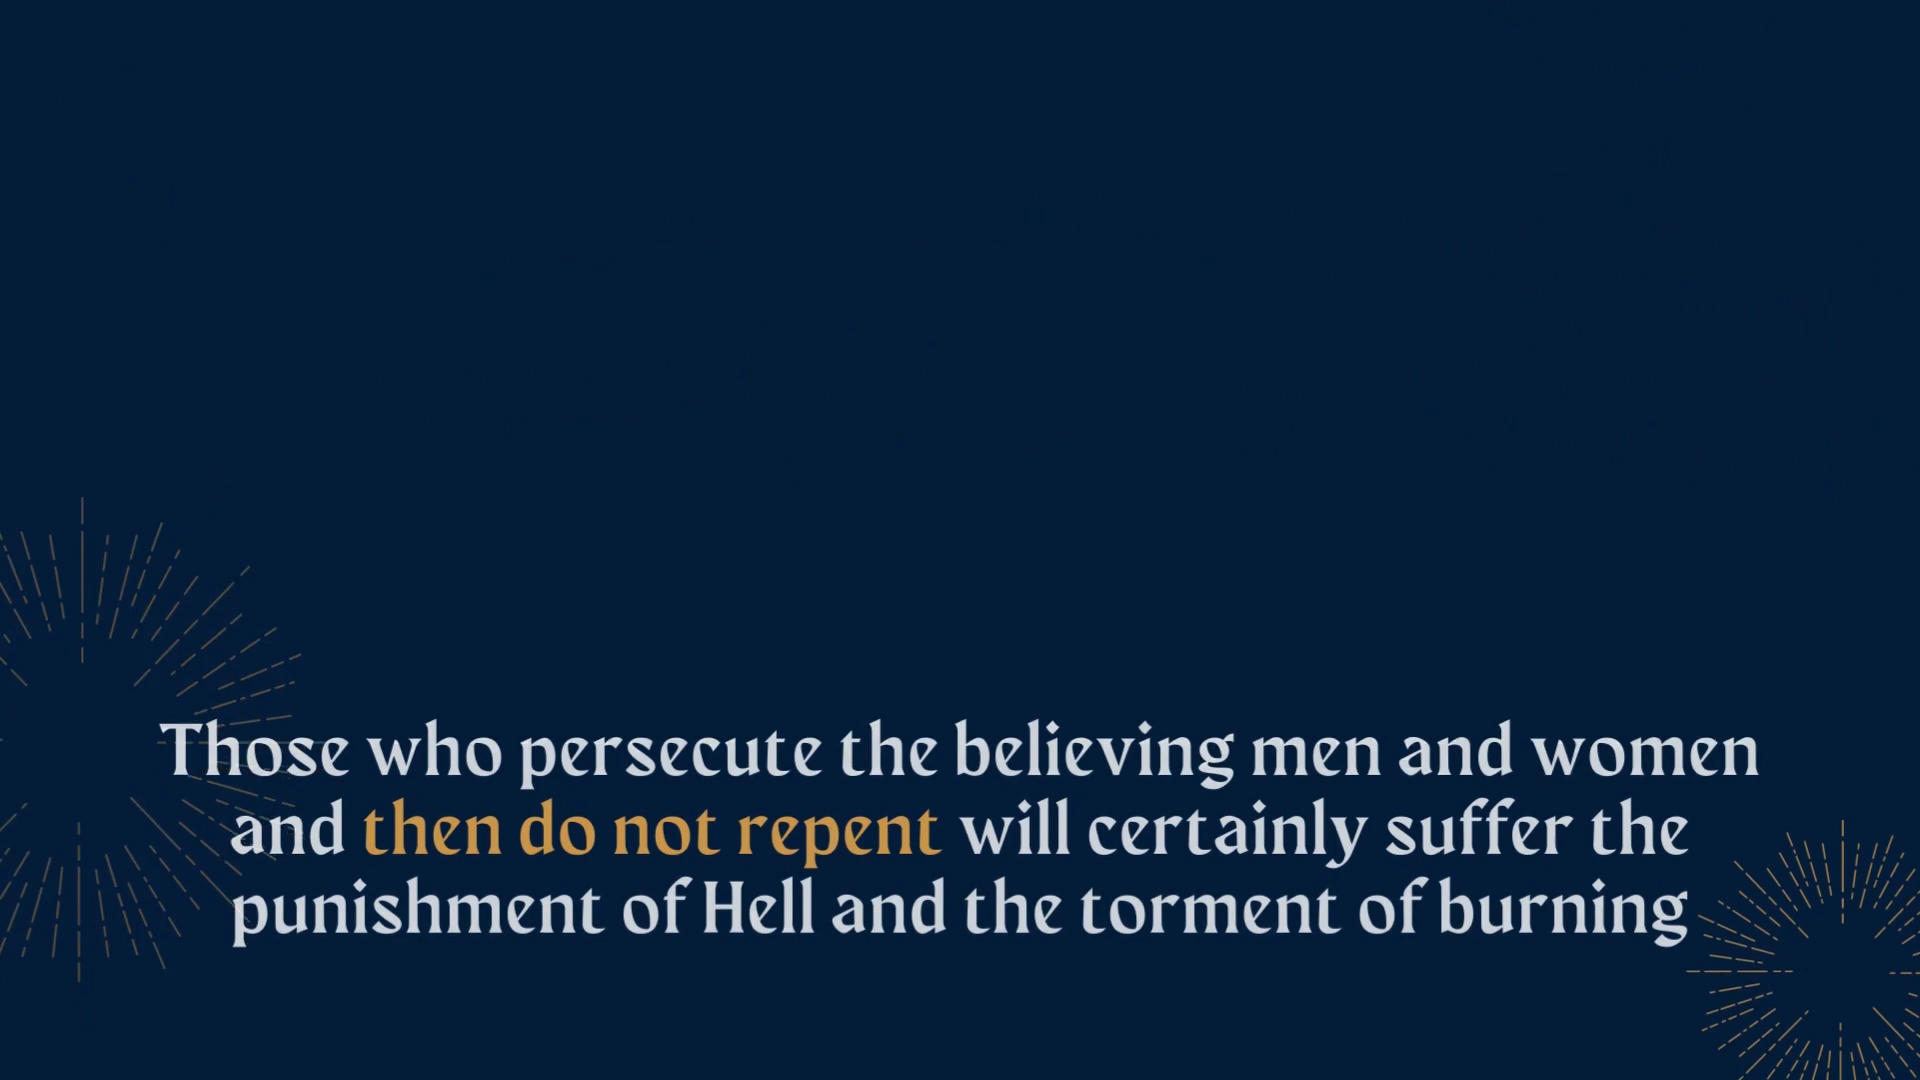 Those who persecute the believing men and women
and then do not repent will certainly suffer the
punishment of Hell and the torment of burning